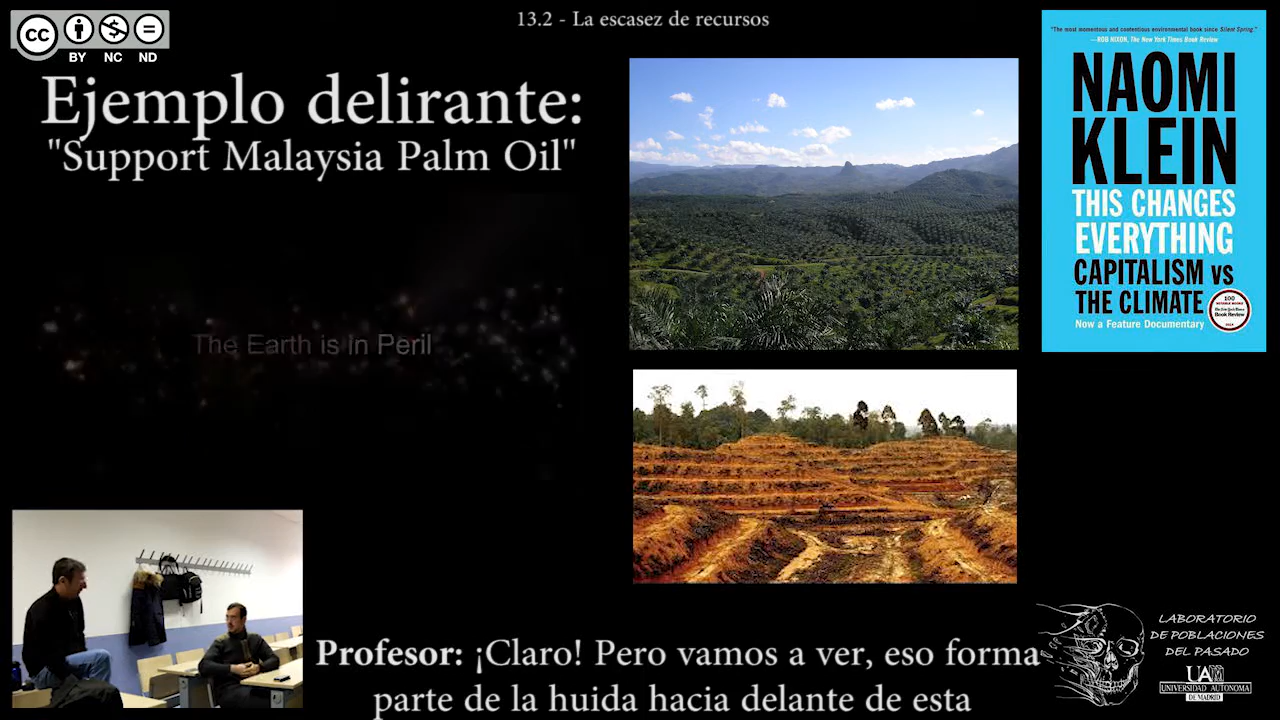 13.2 - La escasez de recursos
CC
BY NC ND
Ejemplo delirante:
"Support Malaysia Palm Oil"
The Earth is In Peril
"The most momentous and contentious environmental book since Silent Spring."
—ROB NIXON, The New York Times Book Review
NAOMI
KLEIN
THIS CHANGES
EVERYTHING
CAPITALISM VS
THE CLIMATE
Now a Feature Documentary
100
NOTABLE BOOKS
The New York Times
Book Review
Profesor: ¡Claro! Pero vamos a ver, eso forma
parte de la huida hacia delante de esta
LABORATORIO
DE POBLACIONES
DEL PASADO
UAM
UNIVERSIDAD AUTONOMA
DE MADRID